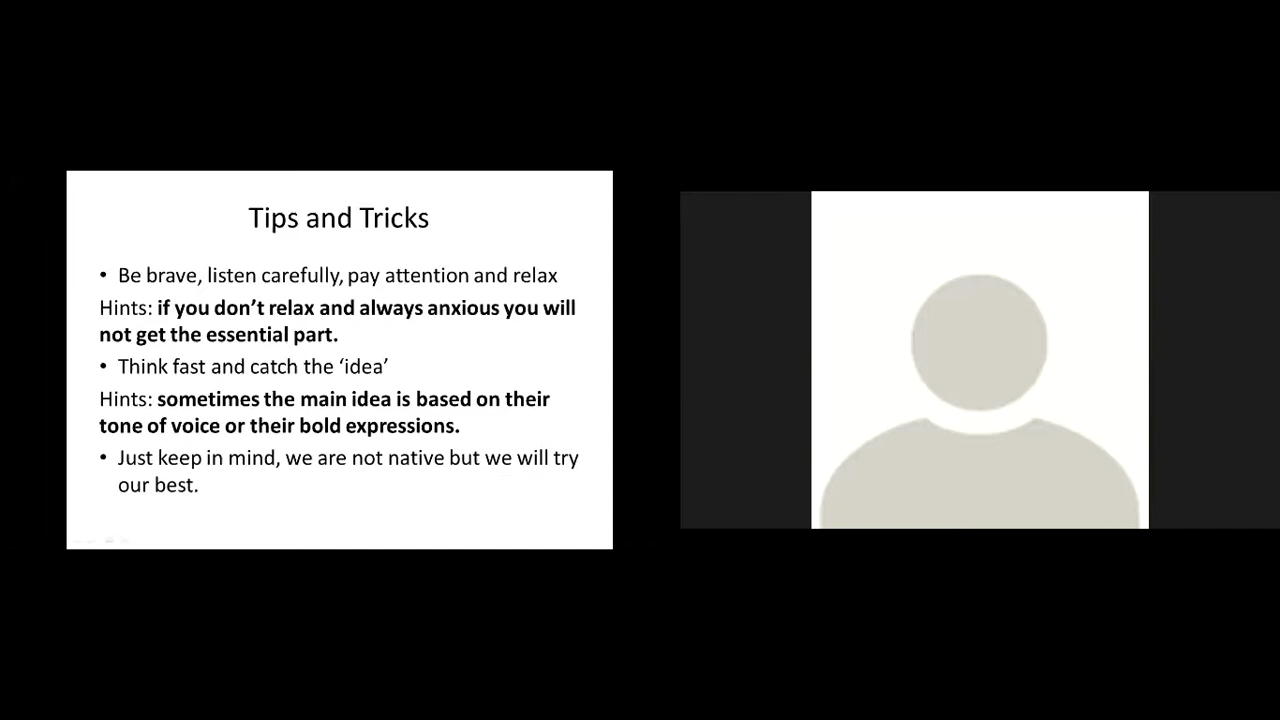 Tips and Tricks
• Be brave, listen carefully, pay attention and relax
Hints: if you don’t relax and always anxious you will
not get the essential part.
• Think fast and catch the ‘idea’
Hints: sometimes the main idea is based on their
tone of voice or their bold expressions.
• Just keep in mind, we are not native but we will try
our best.